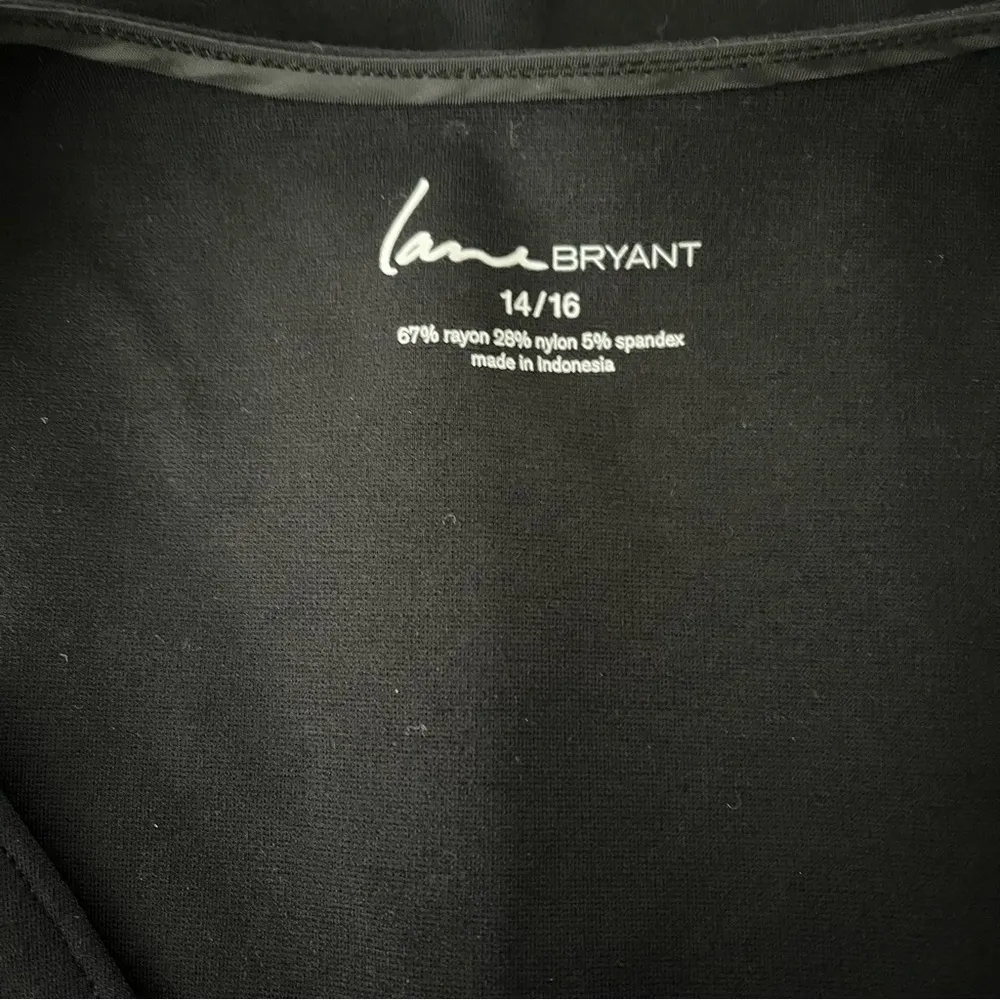 lane BRYANT
14/16
67% rayon 28% nylon 5% spandex
made in Indonesia